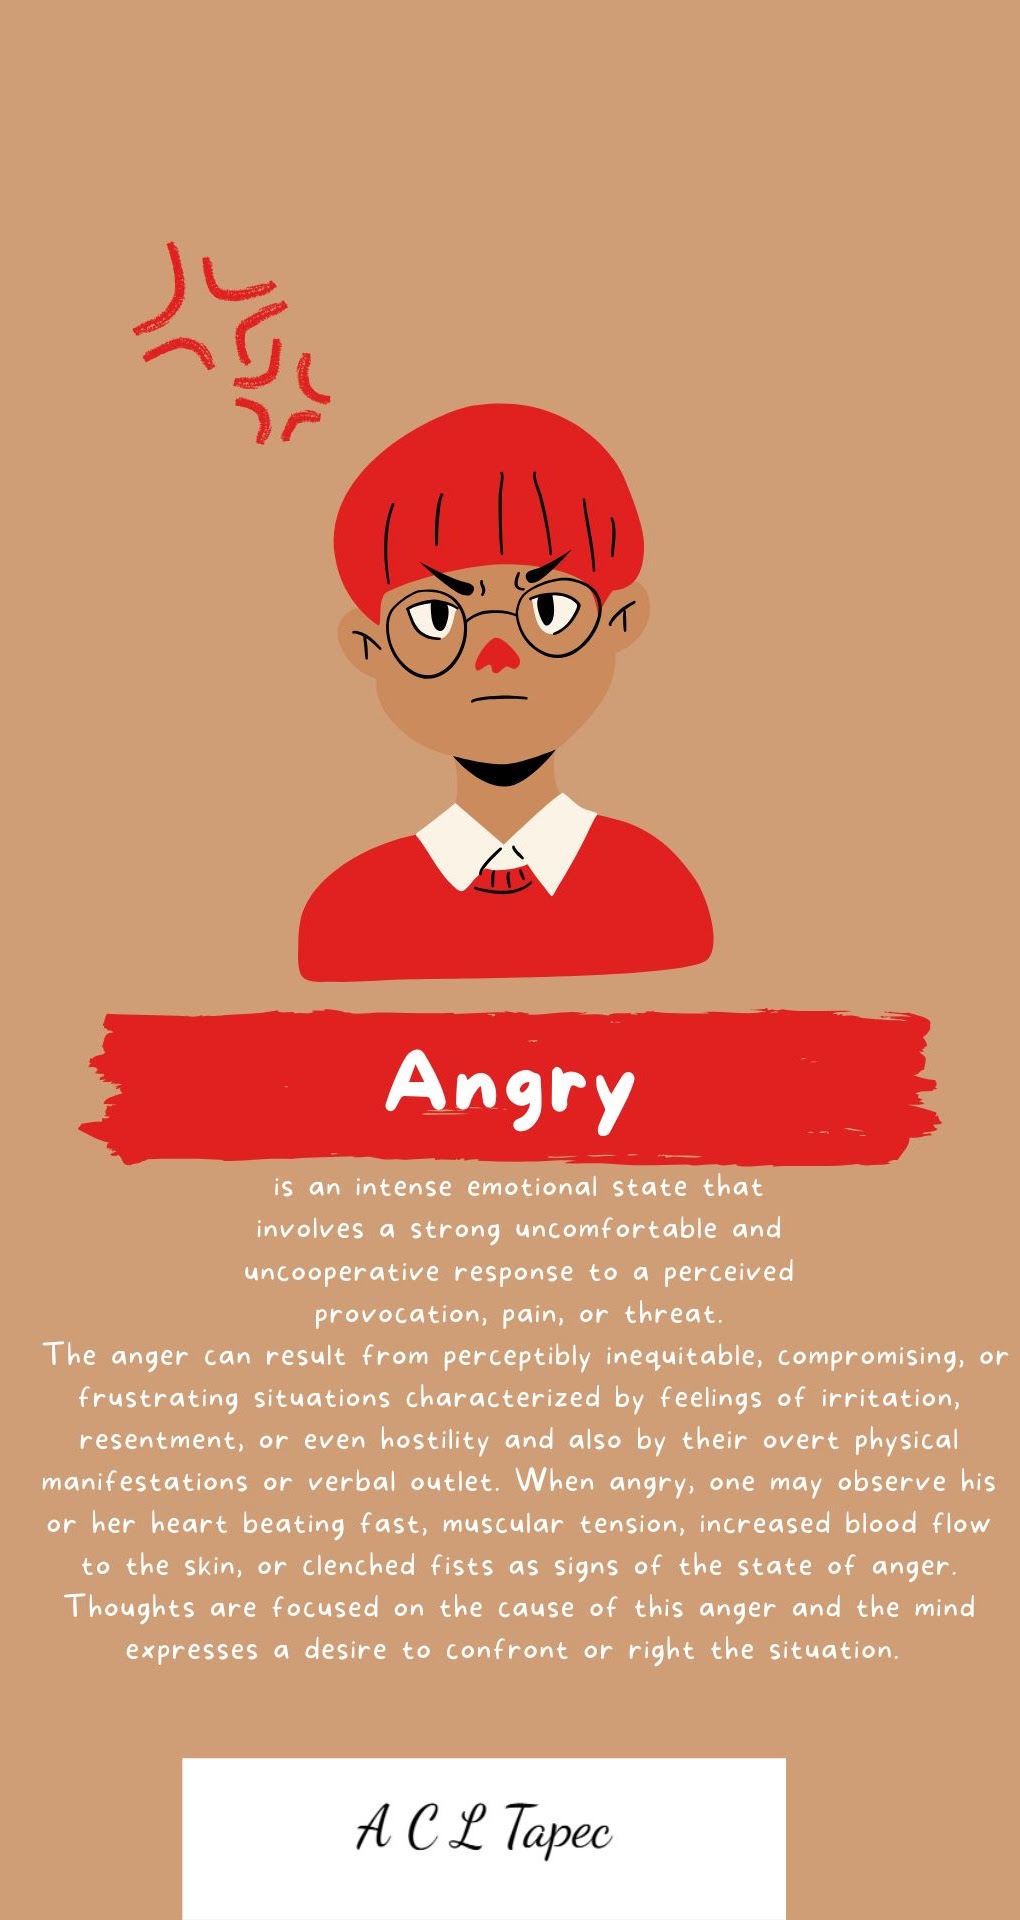 Angry
is an intense emotional state that
involves a strong uncomfortable and
uncooperative response to a perceived
provocation, pain, or threat.
The anger can result from perceptibly inequitable, compromising, or
frustrating situations characterized by feelings of irritation,
resentment, or even hostility and also by their overt physical
manifestations or verbal outlet. When angry, one may observe his
or her heart beating fast, muscular tension, increased blood flow
to the skin, or clenched fists as signs of the state of anger.
Thoughts are focused on the cause of this anger and the mind
expresses a desire to confront or right the situation.
A C L Tapec